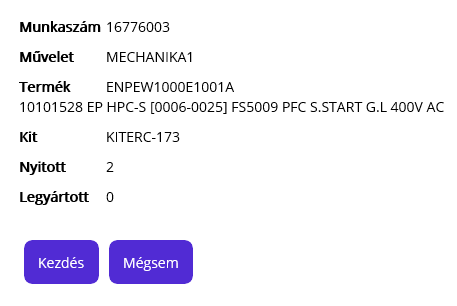 Munkaszám 16776003
Művelet MECHANIKA1
Termék ENPEW1000E1001A
10101528 EP HPC-S [0006-0025] FS5009 PFC S.START G.L 400V AC
Kit KITERC-173
Nyitott 2
Legyártott 0
Kezdés Mégsem